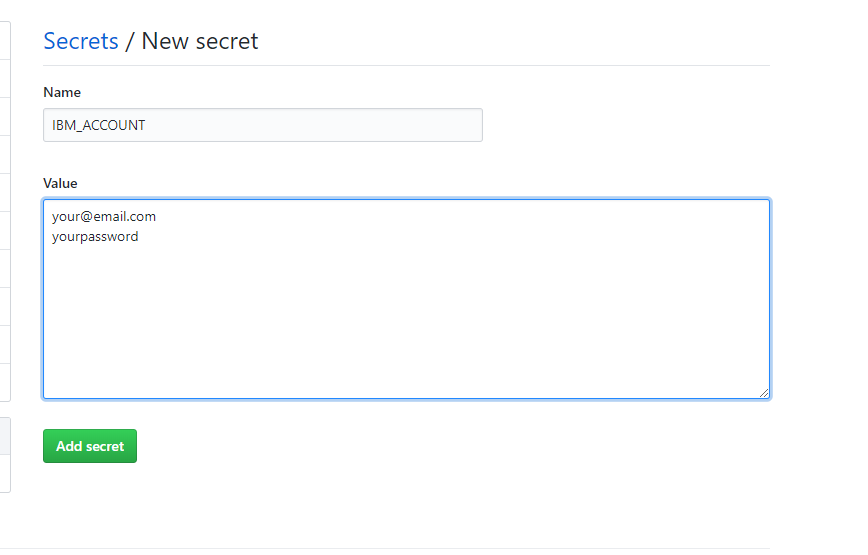 Secrets / New secret
Name
IBM_ACCOUNT
Value
your@email.com
yourpassword
Add secret